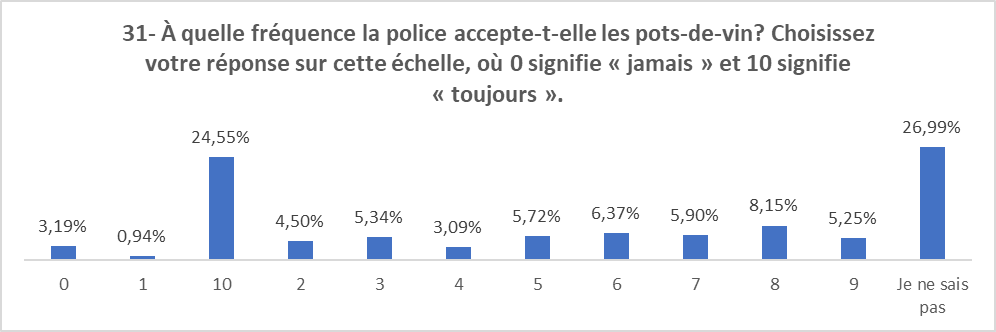 31- À quelle fréquence la police accepte-t-elle les pots-de-vin? Choisissez
votre réponse sur cette échelle, où 0 signifie « jamais » et 10 signifie
« toujours ».
3,19% 0,94% 24,55% 4,50% 5,34% 3,09% 5,72% 6,37% 5,90% 8,15% 5,25% 26,99%
0 1 10 2 3 4 5 6 7 8 9 Je ne sais
pas